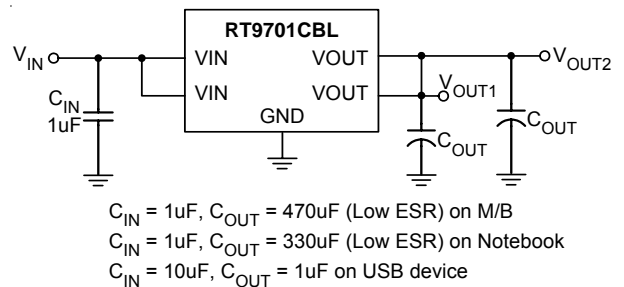 RT9701CBL
V_IN
VIN
VOUT
V_OUT2
VIN
VOUT
V_OUT1
C_IN
1uF
GND
C_OUT
C_OUT
C_IN = 1uF, C_OUT = 470uF (Low ESR) on M/B
C_IN = 1uF, C_OUT = 330uF (Low ESR) on Notebook
C_IN = 10uF, C_OUT = 1uF on USB device